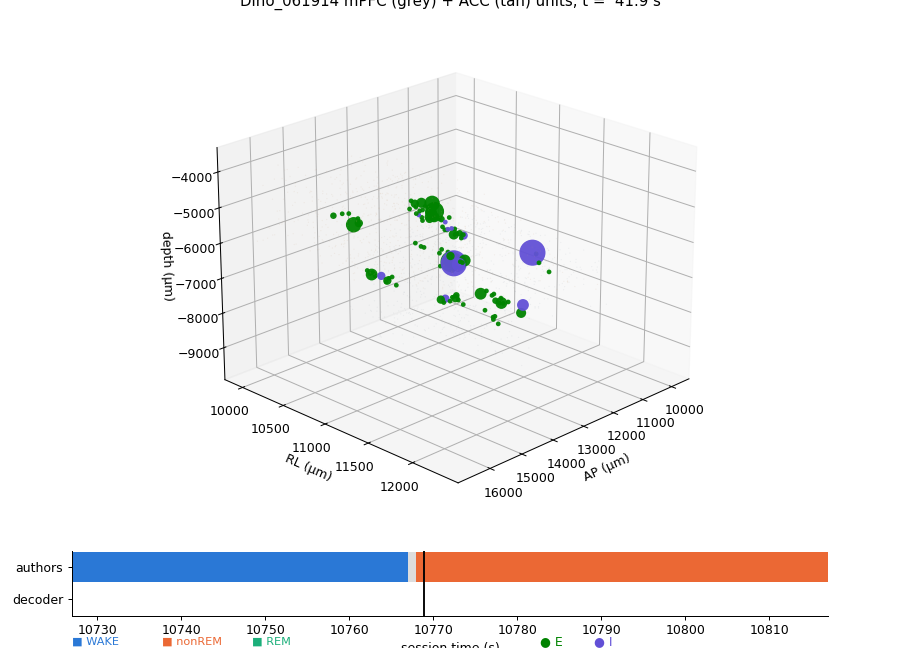 Dino_061914 mPFC (grey) + ACC (tan) units, t = 41.9 s
−4000
−5000
−6000
−7000
−8000
−9000
depth (μm)
10000
10500
11000
11500
12000
RL (μm)
10000
11000
12000
13000
14000
15000
16000
AP (μm)
authors
decoder
10730 10740 10750 10760 10770 10780 10790 10800 10810
session time (s)
WAKE nonREM REM E I